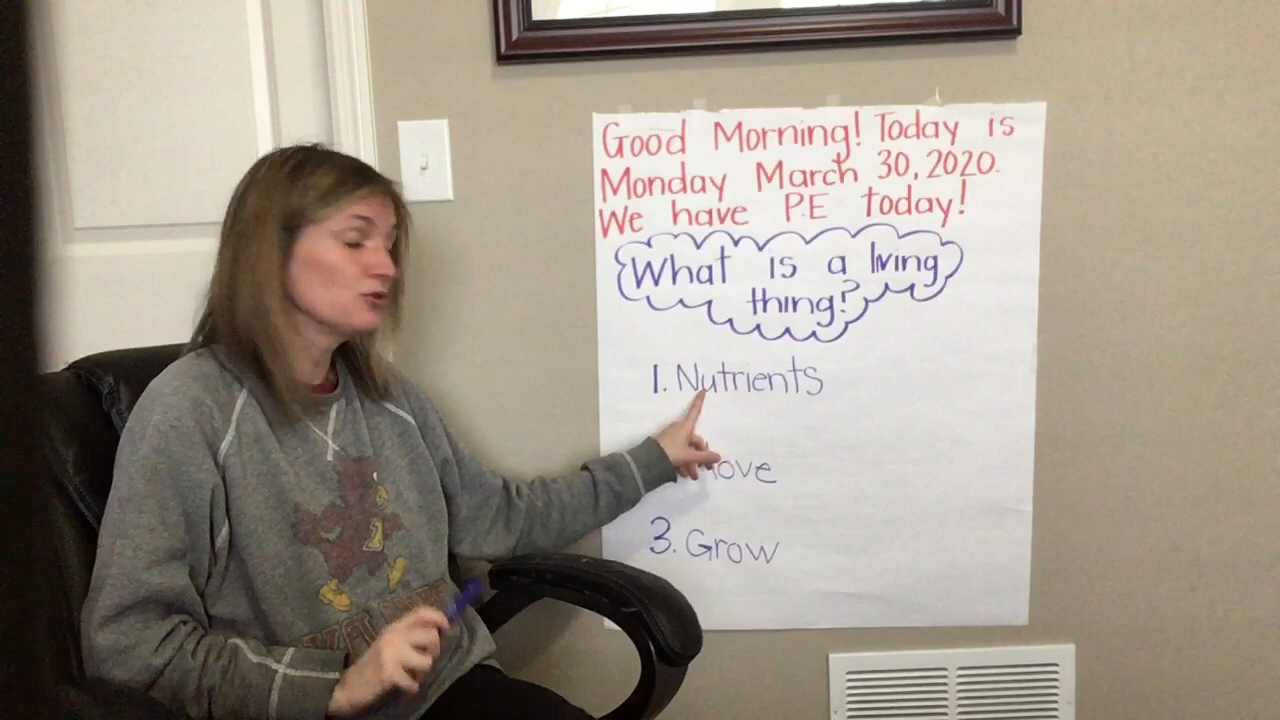 Good Morning! Today is
Monday March 30, 2020.
We have P.E today!
What is a living
thing?
1. Nutrients
ove
3. Grow